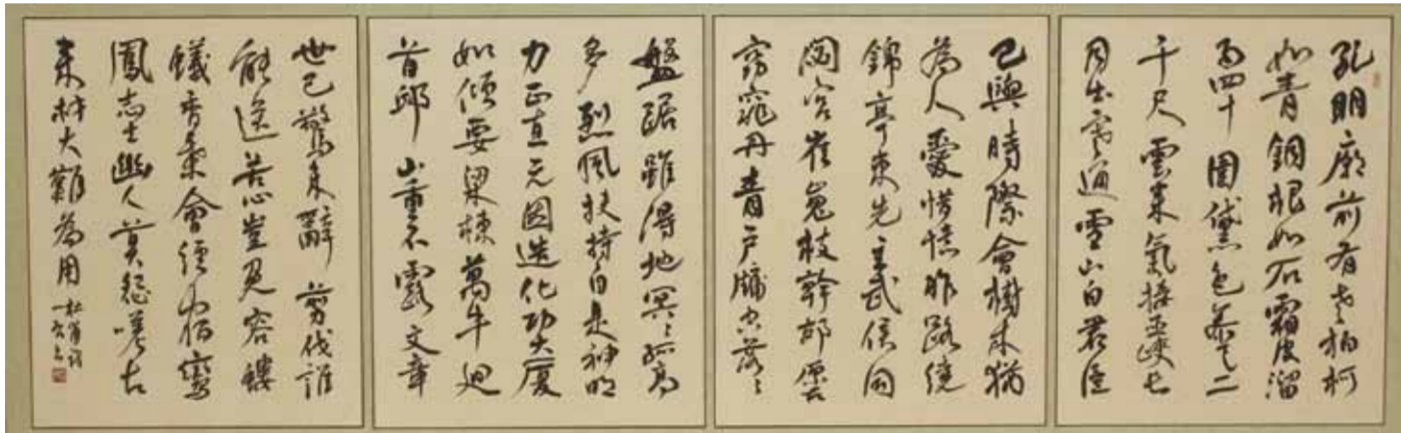 孔明廟前有老柏柯
如青銅根如石霜皮溜
雨四十圍黛色參天二
千尺雲來氣接巫峽長
月出寒通雪山白君臣
已與時際會樹木猶
為人愛惜憶昨路繞
錦亭東先主武侯同
閟宮崔嵬枝幹郊原古
窈窕丹青戶牖空落〻
盤踞雖得地冥〻孤高
多烈風扶持自是神明
力正直元因造化功大廈
如傾要梁棟萬牛迴
首邱山重不露文章
世已驚未辭剪伐誰
能送苦心豈免容螻
蟻香葉曾經宿鸞
鳳志士幽人莫怨嗟古
來材大難為用
杜甫詩